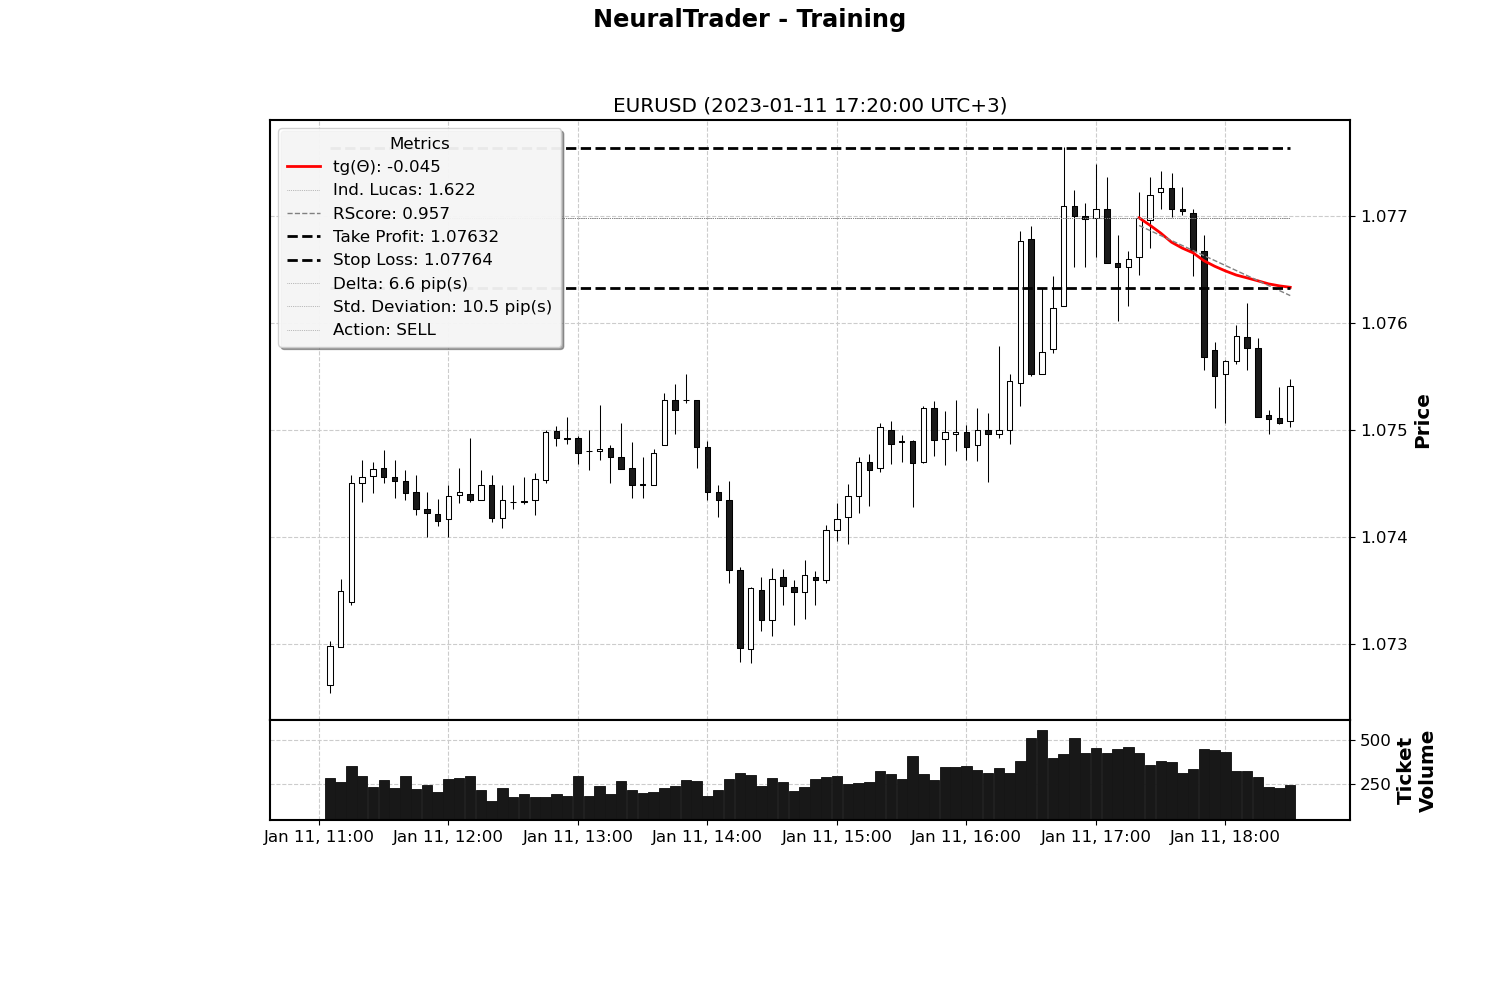 NeuralTrader - Training
EURUSD (2023-01-11 17:20:00 UTC+3)
Metrics
tg(Θ): -0.045
Ind. Lucas: 1.622
RScore: 0.957
Take Profit: 1.07632
Stop Loss: 1.07764
Delta: 6.6 pip(s)
Std. Deviation: 10.5 pip(s)
Action: SELL
1.077
1.076
1.075
1.074
1.073
Price
500
250
Ticket
Volume
Jan 11, 11:00
Jan 11, 12:00
Jan 11, 13:00
Jan 11, 14:00
Jan 11, 15:00
Jan 11, 16:00
Jan 11, 17:00
Jan 11, 18:00